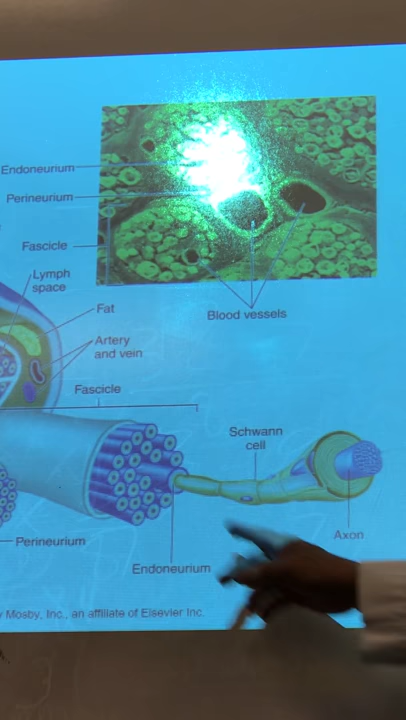 Endoneurium
Perineurium
Fascicle
Lymph
space
Fat
Blood vessels
Artery
and vein
Fascicle
Schwann
cell
Axon
Perineurium
Endoneurium
Mosby, Inc., an affiliate of Elsevier Inc.